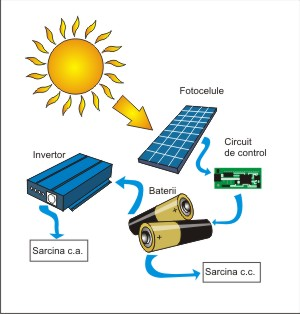 Fotocelule
Circuit
de control
Invertor
Baterii
Sarcina c.a.
Sarcina c.c.